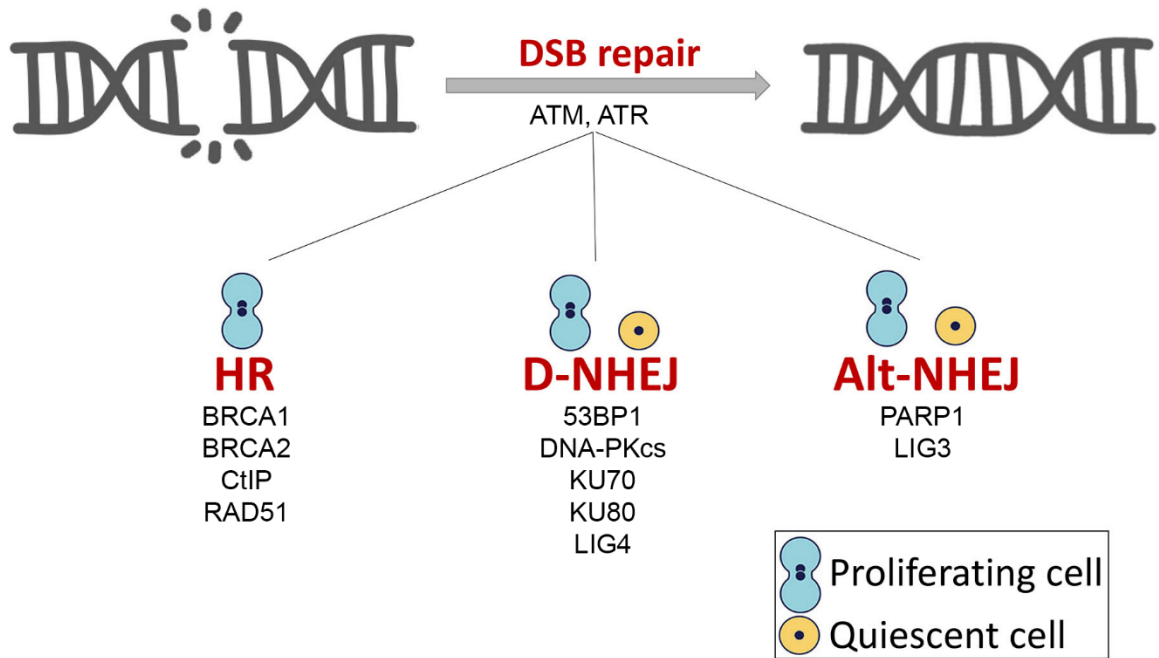 DSB repair
ATM, ATR
HR
BRCA1
BRCA2
CtIP
RAD51
D-NHEJ
53BP1
DNA-PKcs
KU70
KU80
LIG4
Alt-NHEJ
PARP1
LIG3
Proliferating cell
Quiescent cell